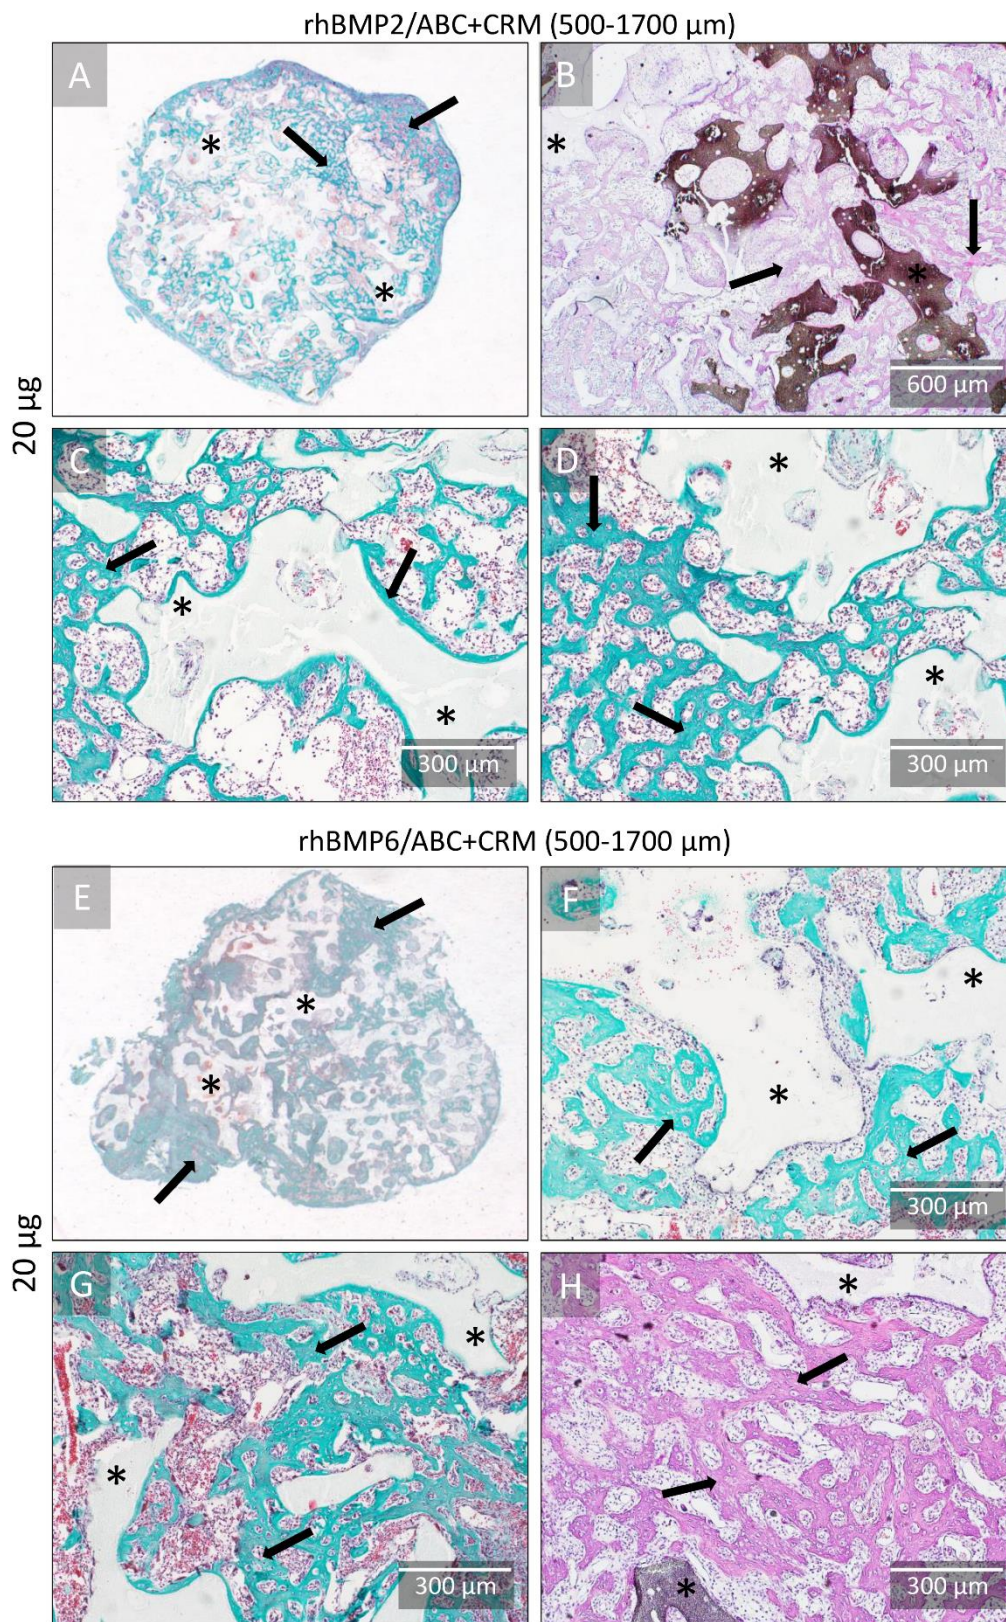 rhBMP2/ABC+CRM (500-1700 µm)
20 µg
A
*
*
B
*
*
600 µm
C
*
*
300 µm
D
*
*
300 µm
rhBMP6/ABC+CRM (500-1700 µm)
20 µg
E
*
*
F
*
*
300 µm
G
*
*
300 µm
H
*
*
300 µm